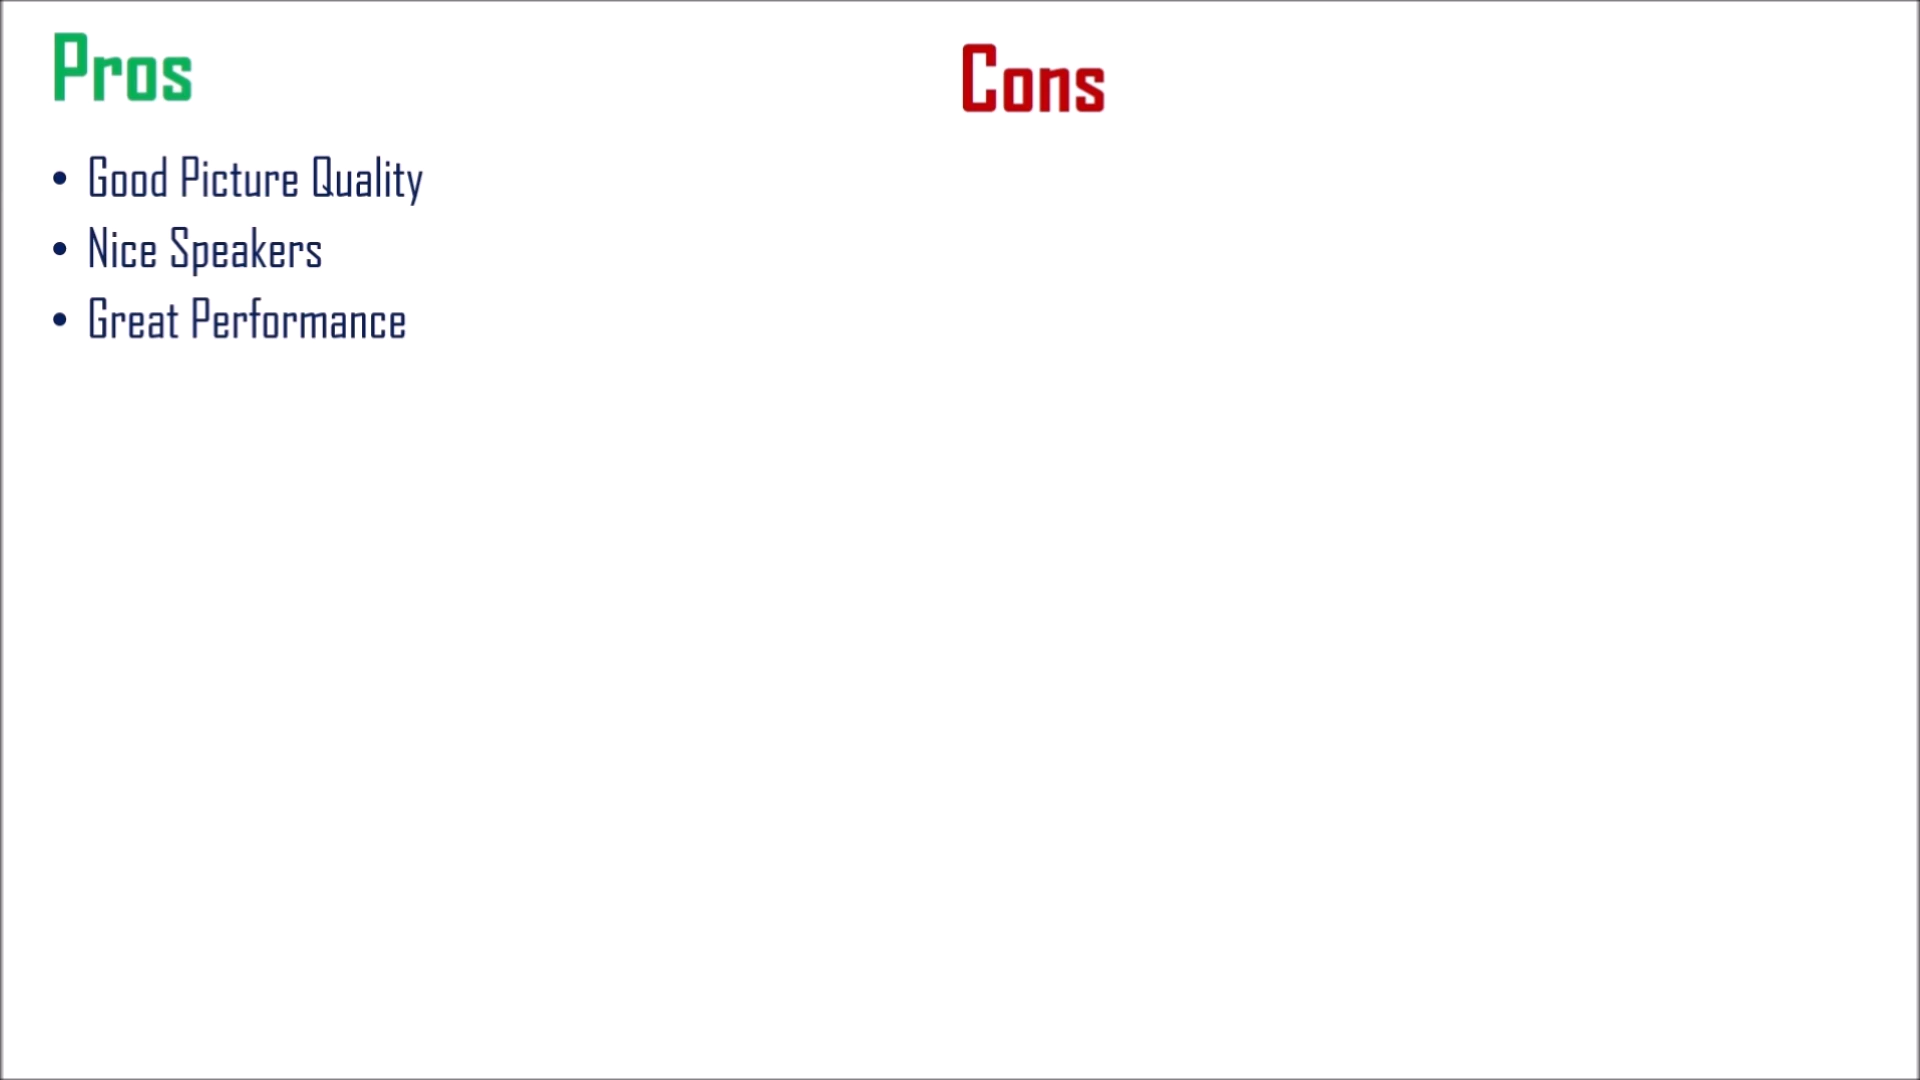 Pros
Cons
• Good Picture Quality
• Nice Speakers
• Great Performance